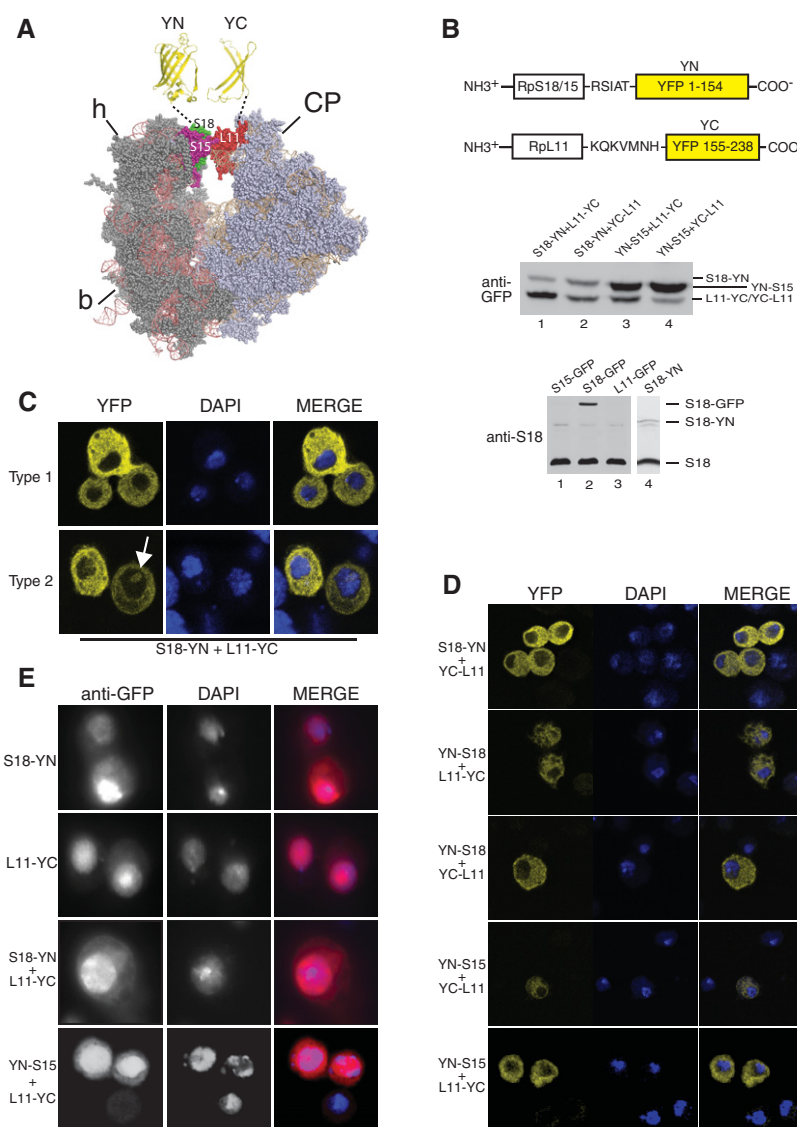 A
YN YC
S18
S15
L11
CP
h
b
B
YN
NH3+ RpS18/15 RSIAT YFP 1-154 COO-
YC
NH3+ RpL11 KQKVMNH YFP 155-238 COO
S18-YN+L11-YC
S18-YN+YC-L11
YN-S15+L11-YC
YN-S15+YC-L11
anti-
GFP
S18-YN
YN-S15
L11-YC/YC-L11
1 2 3 4
S15-GFP
S18-GFP
L11-GFP
S18-YN
anti-S18
S18-GFP
S18-YN
S18
1 2 3 4
C
YFP DAPI MERGE
Type 1
Type 2
S18-YN + L11-YC
D
YFP DAPI MERGE
S18-YN
+
YC-L11
YN-S18
+
L11-YC
YN-S18
+
YC-L11
YN-S15
+
YC-L11
YN-S15
+
L11-YC
E
anti-GFP DAPI MERGE
S18-YN
L11-YC
S18-YN
+
L11-YC
YN-S15
+
L11-YC